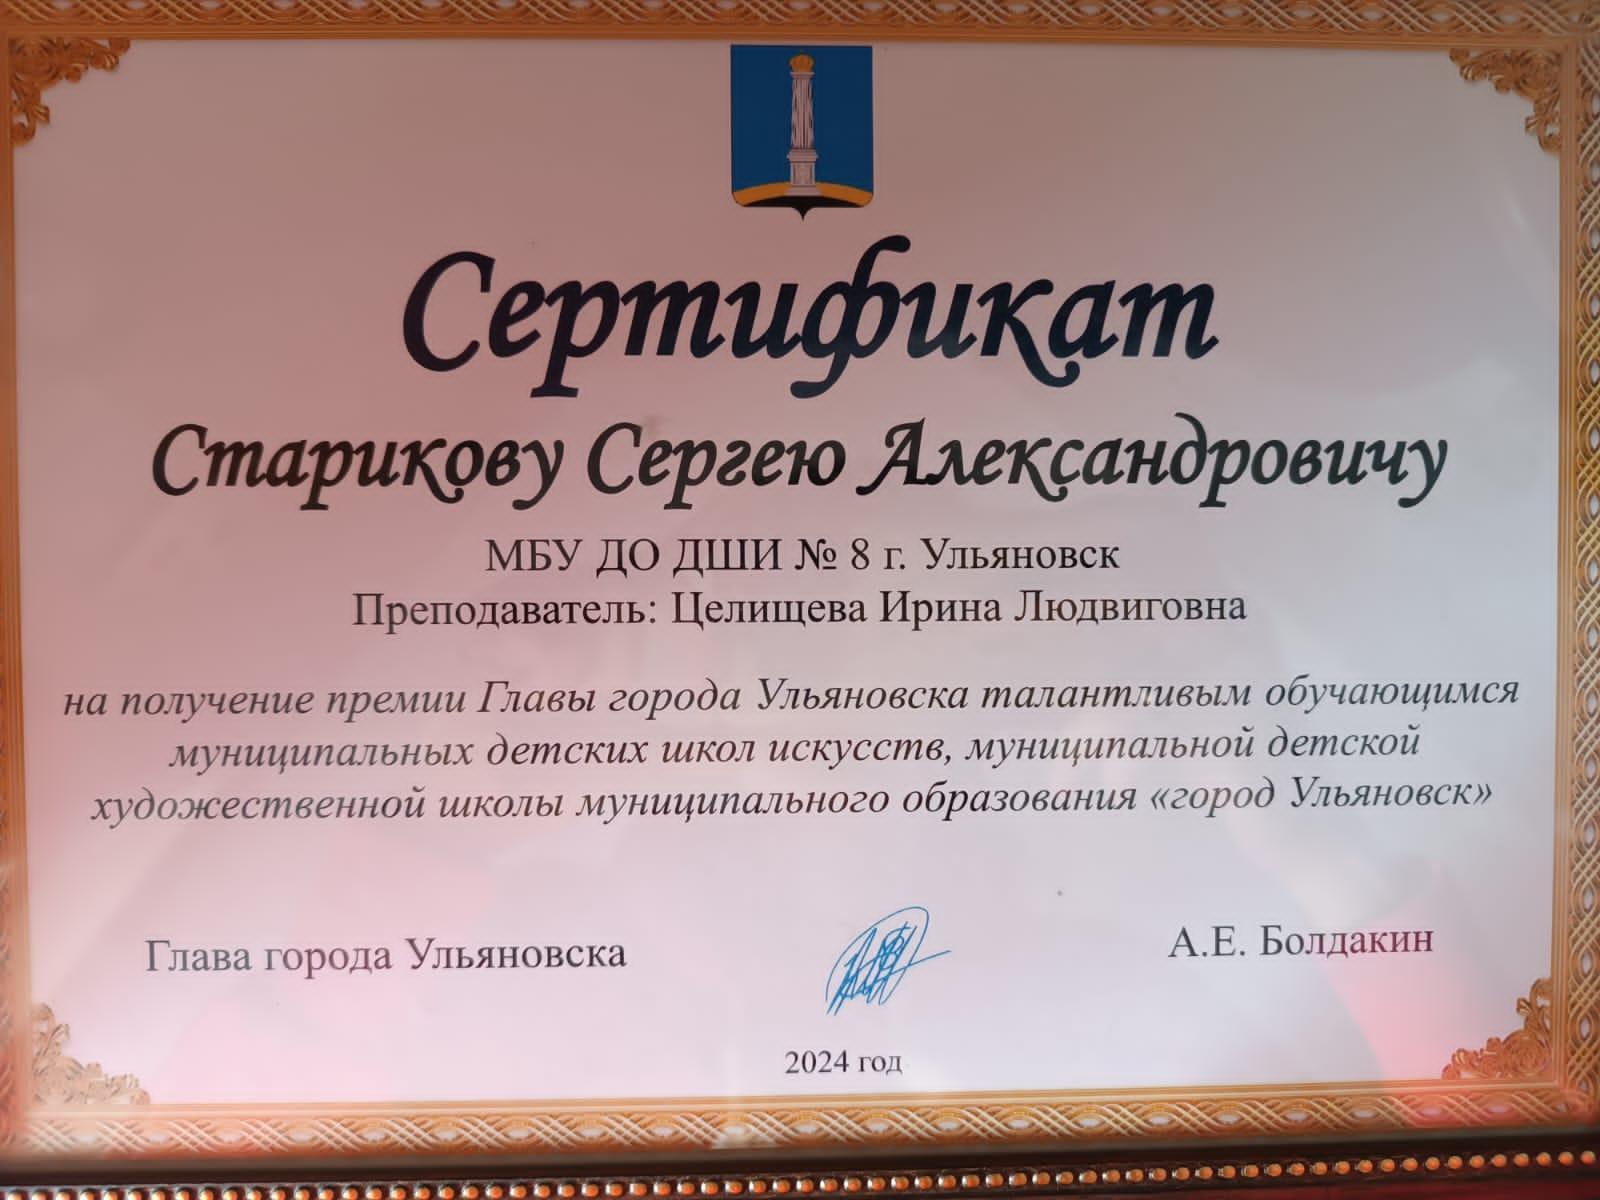 Сертификат
Старикову Сергею Александровичу
МБУ ДО ДШИ № 8 г. Ульяновск
Преподаватель: Целищева Ирина Людвиговна
на получение премии Главы города Ульяновска талантливым обучающимся
муниципальных детских школ искусств, муниципальной детской
художественной школы муниципального образования «город Ульяновск»
Глава города Ульяновска А.Е. Болдакин
2024 год